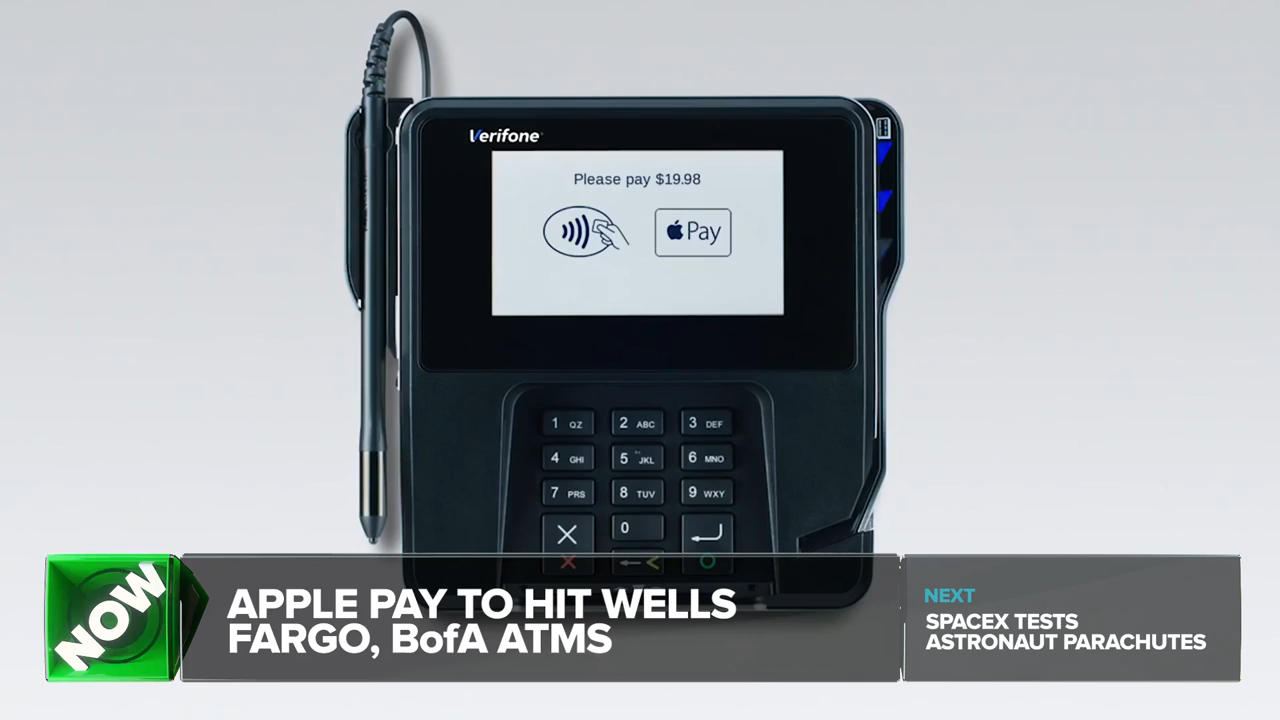 Verifone
Please pay $19.98
Pay
1 QZ 2 ABC 3 DEF
4 GHI 5 JKL 6 MNO
7 PRS 8 TUV 9 WXY
0
NOW
APPLE PAY TO HIT WELLS
FARGO, BofA ATMS
NEXT
SPACEX TESTS
ASTRONAUT PARACHUTES